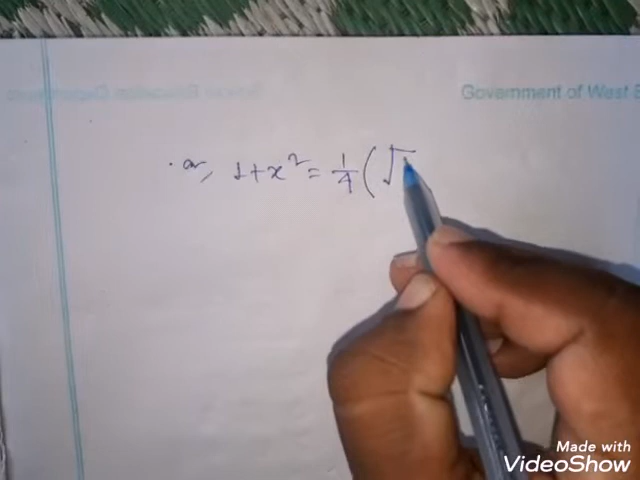 Government of West B
or, 1+x² = 1/4 (√
Made with
VideoShow